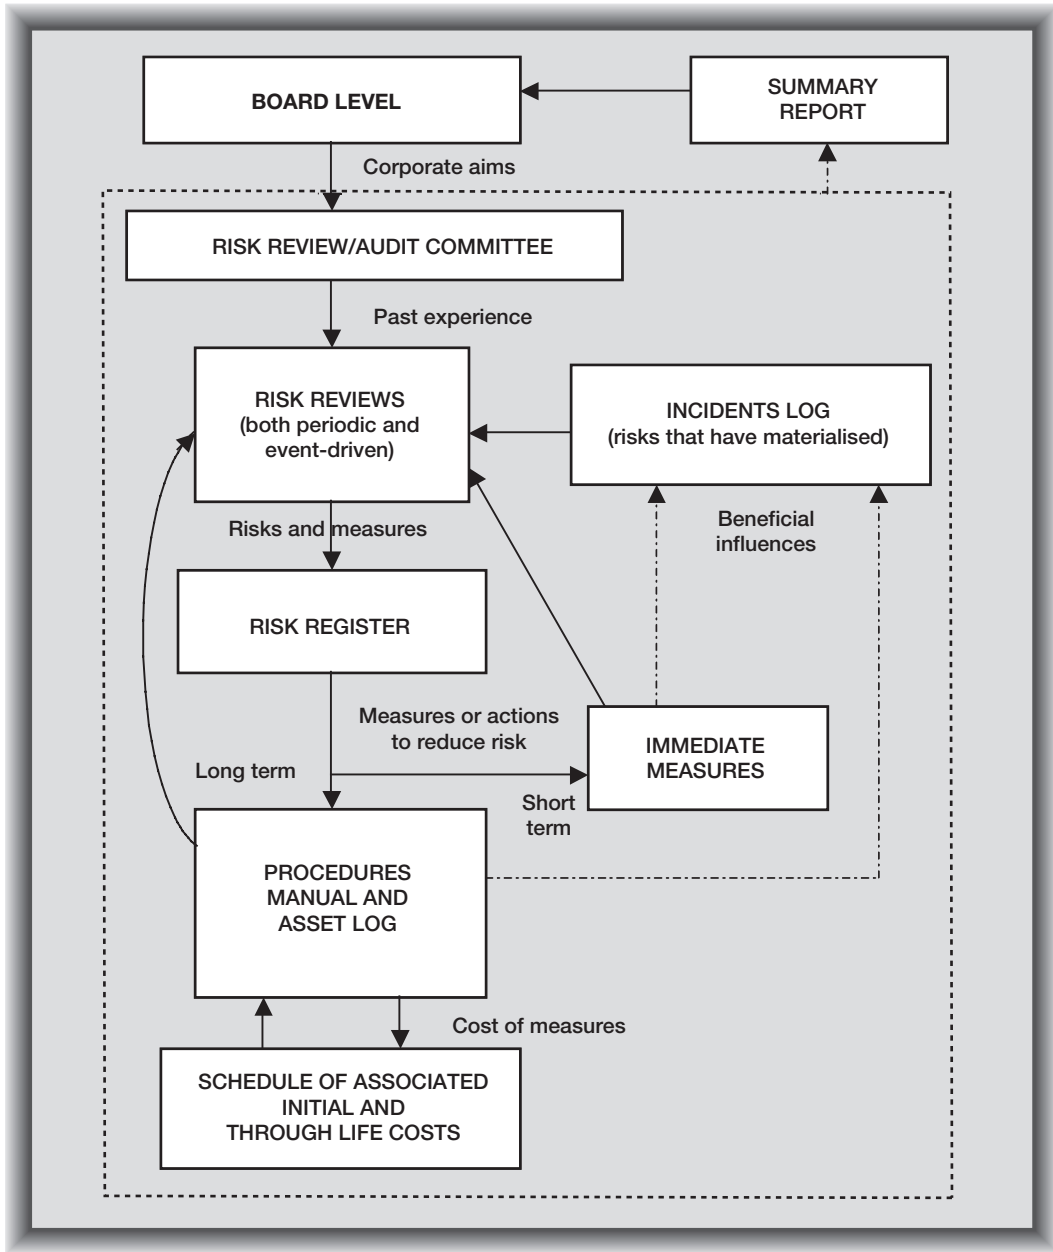 BOARD LEVEL
SUMMARY
REPORT
Corporate aims
RISK REVIEW/AUDIT COMMITTEE
Past experience
RISK REVIEWS
(both periodic and
event-driven)
INCIDENTS LOG
(risks that have materialised)
Risks and measures
Beneficial
influences
RISK REGISTER
Measures or actions
to reduce risk
IMMEDIATE
MEASURES
Long term
Short
term
PROCEDURES
MANUAL AND
ASSET LOG
Cost of measures
SCHEDULE OF ASSOCIATED
INITIAL AND
THROUGH LIFE COSTS